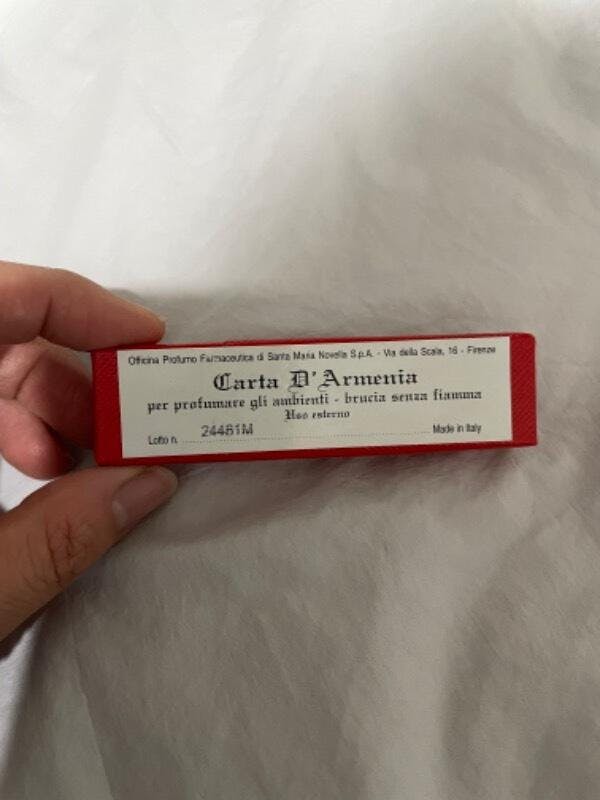 Officina Profumo Farmaceutica di Santa Maria Novella S.p.A. - Via della Scala, 16 - Firenze
Carta D'Armenia
per profumare gli ambienti - brucia senza fiamma
Uso esterno
Lotto n. 24481M Made in Italy